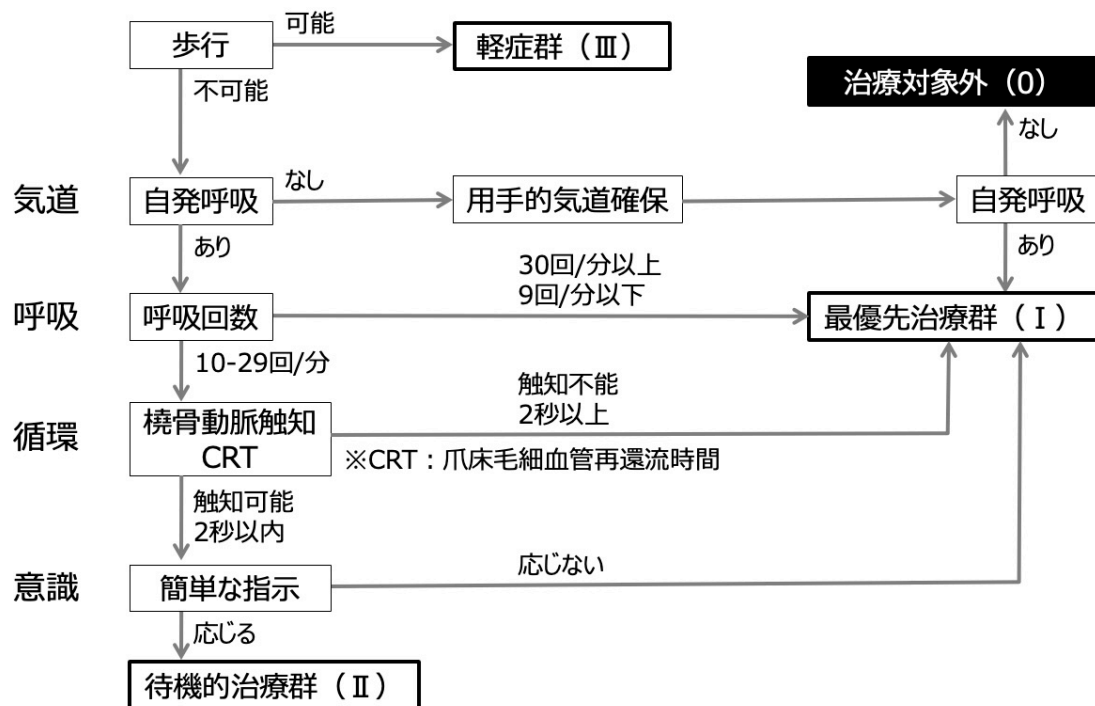 歩行
可能
軽症群（Ⅲ）
不可能
治療対象外（0）
なし
気道
自発呼吸
なし
用手的気道確保
自発呼吸
あり
あり
30回/分以上
9回/分以下
呼吸
呼吸回数
最優先治療群（Ⅰ）
10-29回/分
循環
橈骨動脈触知
CRT
触知不能
2秒以上
※CRT：爪床毛細血管再還流時間
触知可能
2秒以内
意識
簡単な指示
応じない
応じる
待機的治療群（Ⅱ）